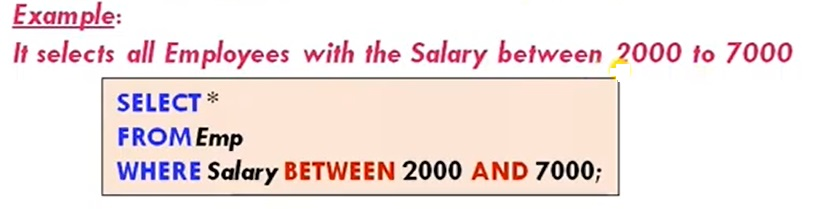 Example:
It selects all Employees with the Salary between 2000 to 7000
SELECT *
FROM Emp
WHERE Salary BETWEEN 2000 AND 7000;